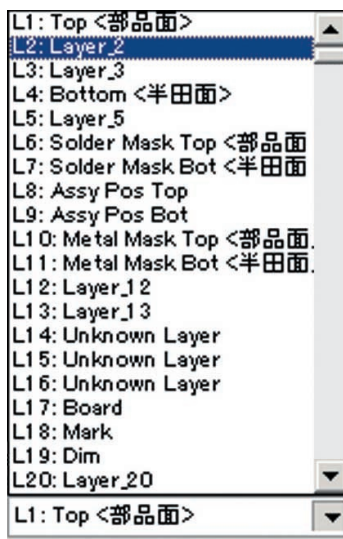 L1: Top <部品面>
L2: Layer_2
L3: Layer_3
L4: Bottom <半田面>
L5: Layer_5
L6: Solder Mask Top <部品面
L7: Solder Mask Bot <半田面
L8: Assy Pos Top
L9: Assy Pos Bot
L10: Metal Mask Top <部品面
L11: Metal Mask Bot <半田面
L12: Layer_12
L13: Layer_13
L14: Unknown Layer
L15: Unknown Layer
L16: Unknown Layer
L17: Board
L18: Mark
L19: Dim
L20: Layer_20
L1: Top <部品面>